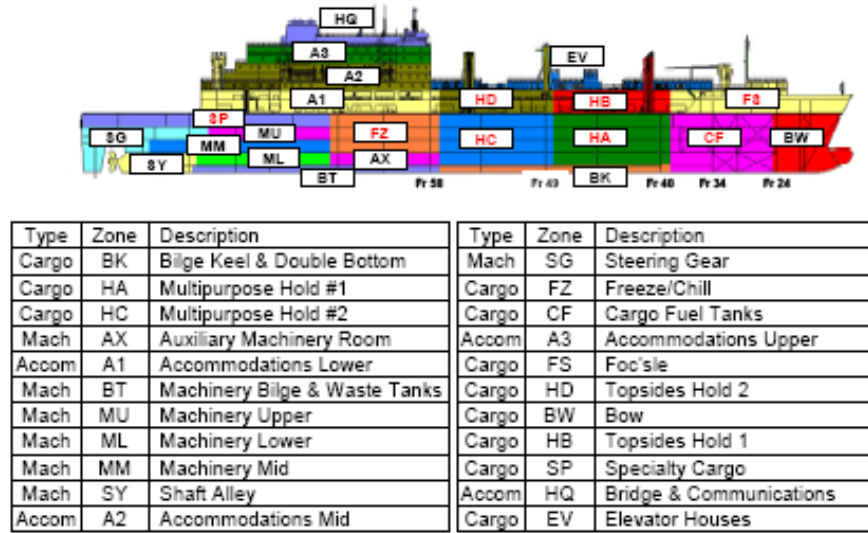 HQ
A3
EV
A2
A1
HD
HB
FS
SP
SG
MU
FZ
HC
HA
CF
BW
MM
SY
ML
AX
BT
BK
Fr 58
Fr 40
Fr 34
Fr 24
Type Zone Description
Cargo BK Bilge Keel & Double Bottom
Cargo HA Multipurpose Hold #1
Cargo HC Multipurpose Hold #2
Mach AX Auxiliary Machinery Room
Accom A1 Accommodations Lower
Mach BT Machinery Bilge & Waste Tanks
Mach MU Machinery Upper
Mach ML Machinery Lower
Mach MM Machinery Mid
Mach SY Shaft Alley
Accom A2 Accommodations Mid
Type Zone Description
Mach SG Steering Gear
Cargo FZ Freeze/Chill
Cargo CF Cargo Fuel Tanks
Accom A3 Accommodations Upper
Cargo FS Foc'sle
Cargo HD Topsides Hold 2
Cargo BW Bow
Cargo HB Topsides Hold 1
Cargo SP Specialty Cargo
Accom HQ Bridge & Communications
Cargo EV Elevator Houses